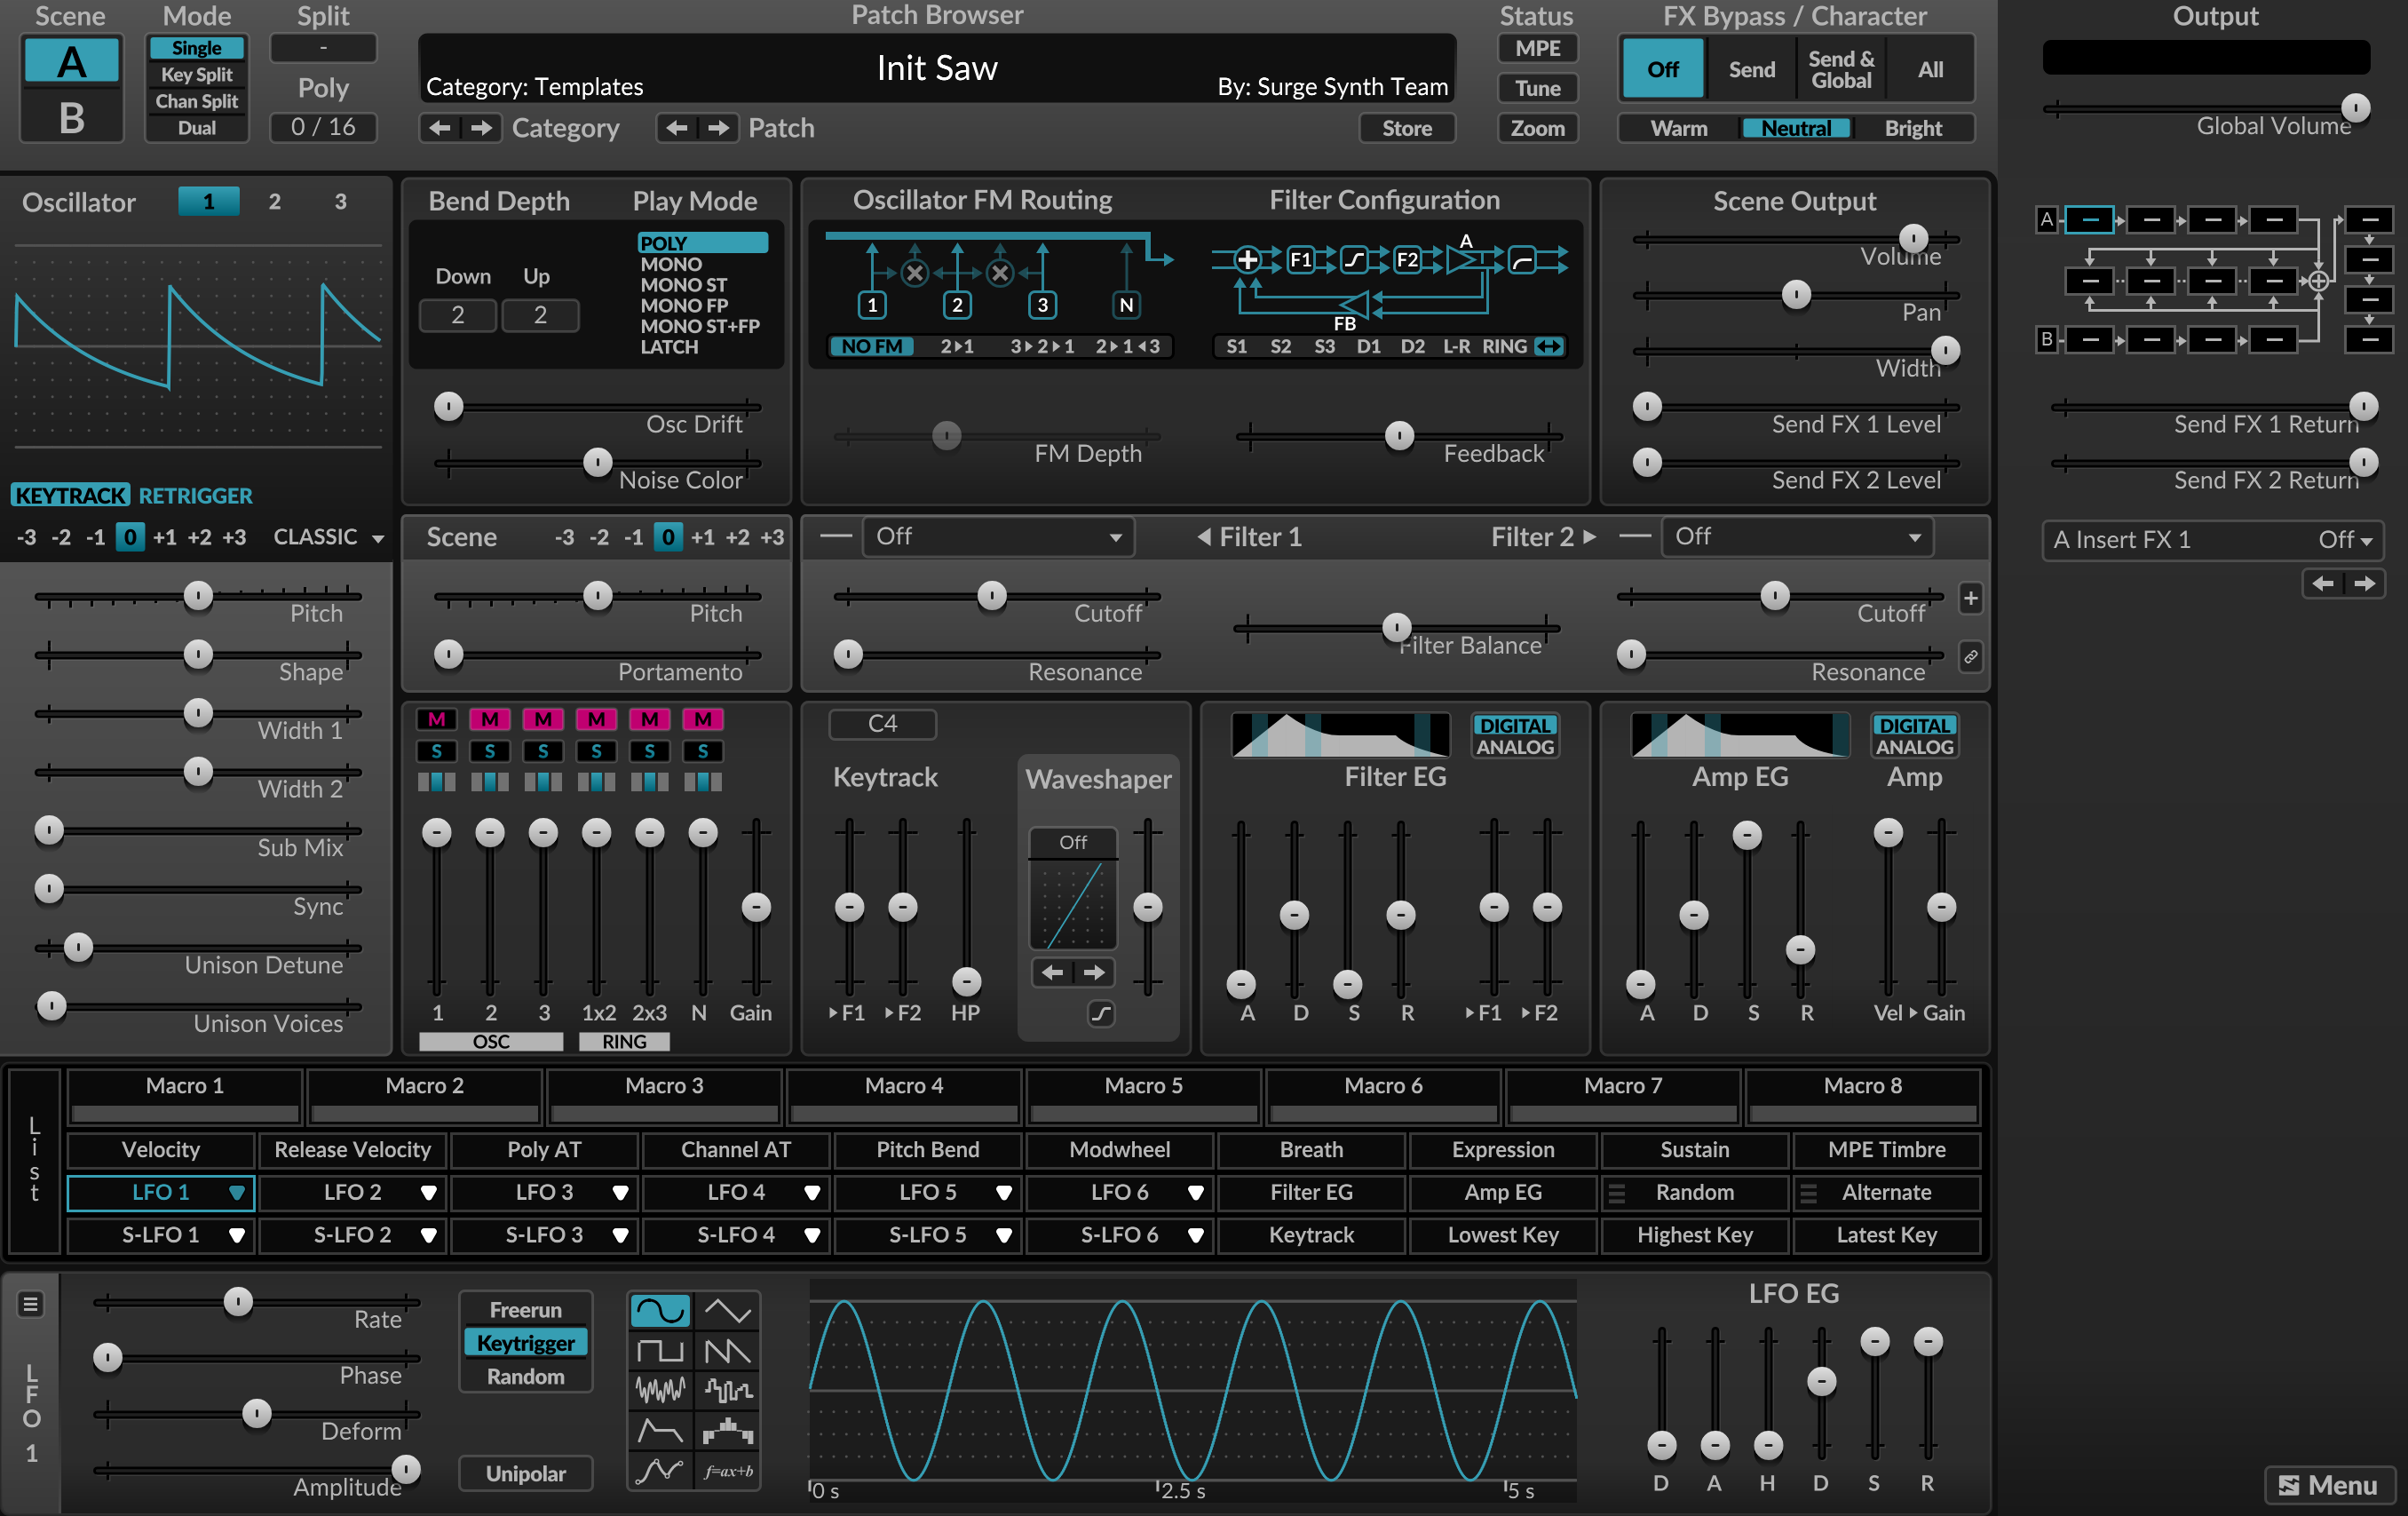 Scene
Mode
Split
Patch Browser
Status
FX Bypass / Character
Output
A
B
Single
Key Split
Chan Split
Dual
-
Poly
0 / 16
Init Saw
Category: Templates
By: Surge Synth Team
Category
Patch
Store
MPE
Tune
Zoom
Off
Send
Send &
Global
All
Warm
Neutral
Bright
Global Volume
Oscillator
1
2
3
KEYTRACK
RETRIGGER
-3 -2 -1 0 +1 +2 +3
CLASSIC
Bend Depth
Play Mode
Down
Up
2
2
POLY
MONO
MONO ST
MONO FP
MONO ST+FP
LATCH
Osc Drift
Noise Color
Oscillator FM Routing
Filter Configuration
1
2
3
N
NO FM
2▸1
3▸2▸1
2▸1◂3
F1
F2
A
FB
S1 S2 S3 D1 D2 L-R RING
FM Depth
Feedback
Scene Output
Volume
Pan
Width
Send FX 1 Level
Send FX 2 Level
A
B
Send FX 1 Return
Send FX 2 Return
A Insert FX 1
Off
Scene
-3 -2 -1 0 +1 +2 +3
Off
Filter 1
Filter 2
Off
Pitch
Shape
Width 1
Width 2
Sub Mix
Sync
Unison Detune
Unison Voices
Pitch
Portamento
Cutoff
Resonance
Filter Balance
Cutoff
Resonance
M M M M M M
S S S S S S
1 2 3 1x2 2x3 N Gain
OSC
RING
C4
Keytrack
▸F1 ▸F2 HP
Waveshaper
Off
DIGITAL
ANALOG
Filter EG
A D S R ▸F1 ▸F2
DIGITAL
ANALOG
Amp EG
Amp
A D S R Vel ▸ Gain
List
Macro 1
Macro 2
Macro 3
Macro 4
Macro 5
Macro 6
Macro 7
Macro 8
Velocity
Release Velocity
Poly AT
Channel AT
Pitch Bend
Modwheel
Breath
Expression
Sustain
MPE Timbre
LFO 1
LFO 2
LFO 3
LFO 4
LFO 5
LFO 6
Filter EG
Amp EG
Random
Alternate
S-LFO 1
S-LFO 2
S-LFO 3
S-LFO 4
S-LFO 5
S-LFO 6
Keytrack
Lowest Key
Highest Key
Latest Key
LFO 1
Rate
Phase
Deform
Amplitude
Freerun
Keytrigger
Random
Unipolar
f=ax+b
0 s
2.5 s
5 s
LFO EG
D A H D S R
Menu